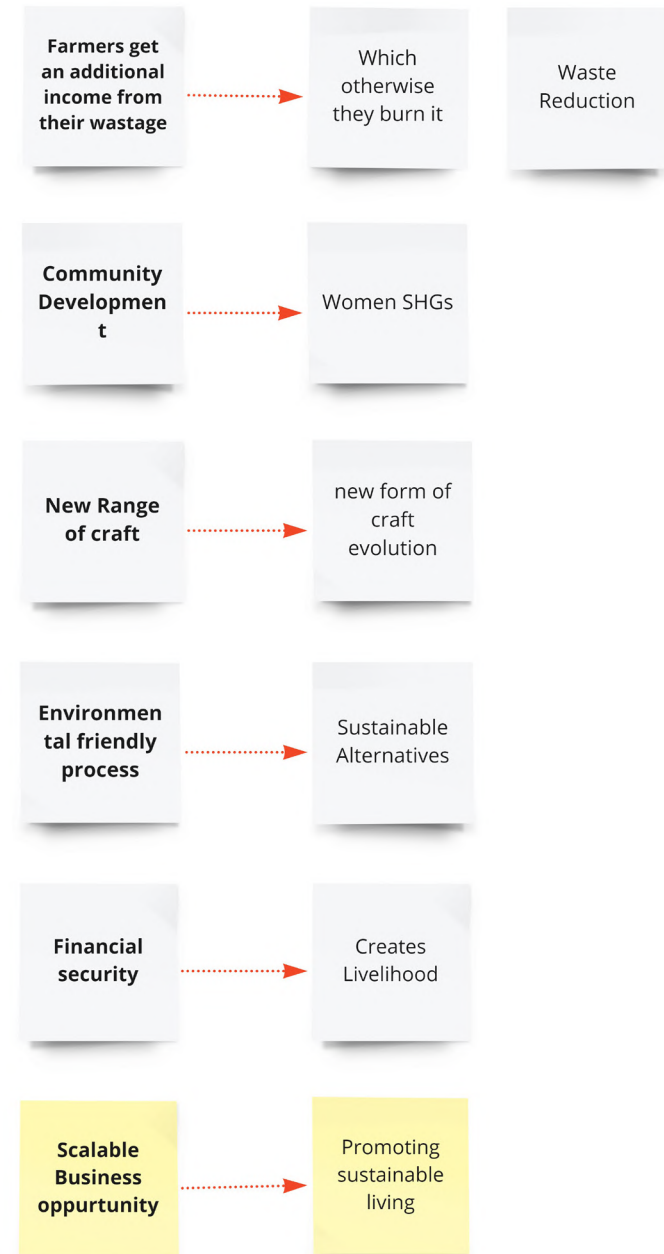 Farmers get
an additional
income from
their wastage
Which
otherwise
they burn it
Waste
Reduction
Community
Developmen
t
Women SHGs
New Range
of craft
new form of
craft
evolution
Environmen
tal friendly
process
Sustainable
Alternatives
Financial
security
Creates
Livelihood
Scalable
Business
oppurtunity
Promoting
sustainable
living